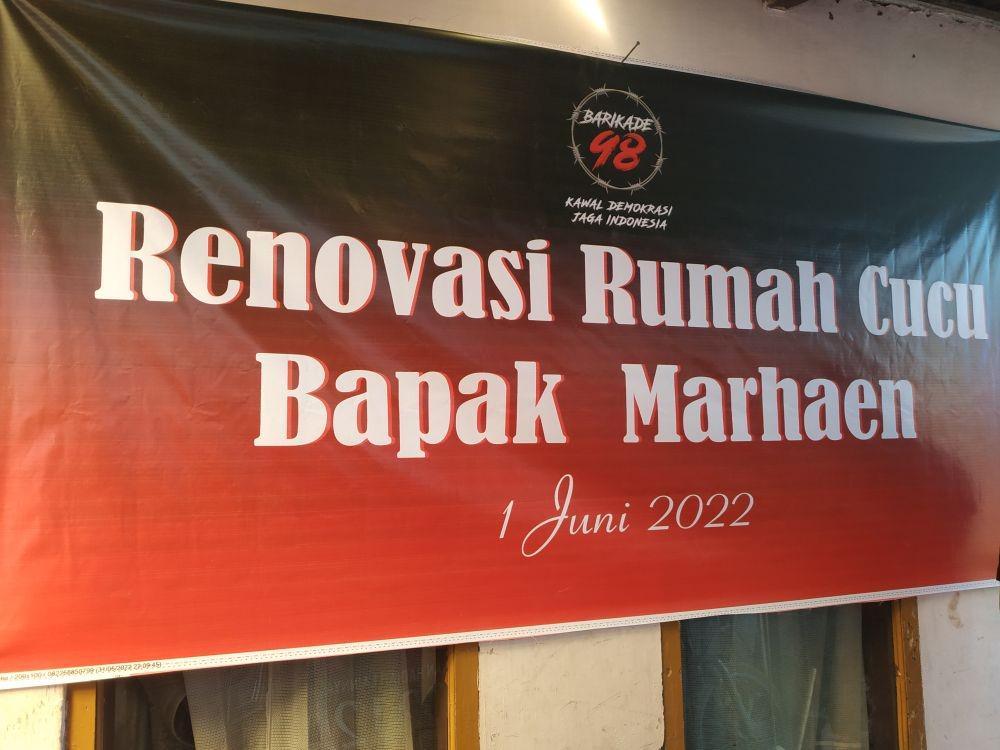 BARIKADE
98
KAWAL DEMOKRASI
JAGA INDONESIA
Renovasi Rumah Cucu
Bapak Marhaen
1 Juni 2022